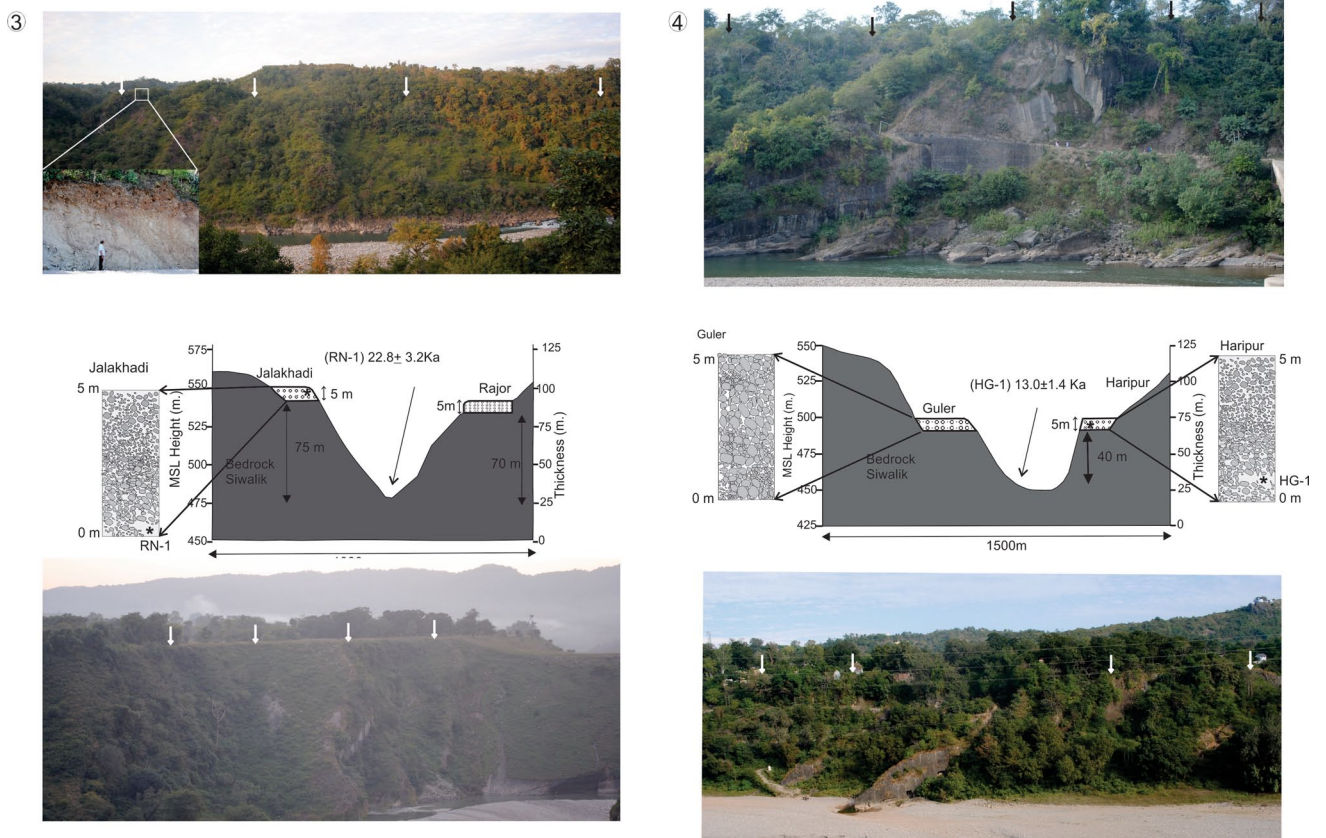 ③
④
Jalakhadi
5 m
0 m
RN-1
MSL Height (m.)
575
550
525
500
475
450
Jalakhadi
5 m
(RN-1) 22.8± 3.2Ka
Rajor
5m
75 m
Bedrock
Siwalik
70 m
125
100
75
50
25
0
Thickness (m.)
Guler
5 m
0 m
MSL Height (m.)
550
525
500
475
450
425
Guler
(HG-1) 13.0±1.4 Ka
Haripur
5m
40 m
Bedrock
Siwalik
125
100
75
50
25
0
Thickness (m.)
1500m
Haripur
5 m
HG-1
0 m